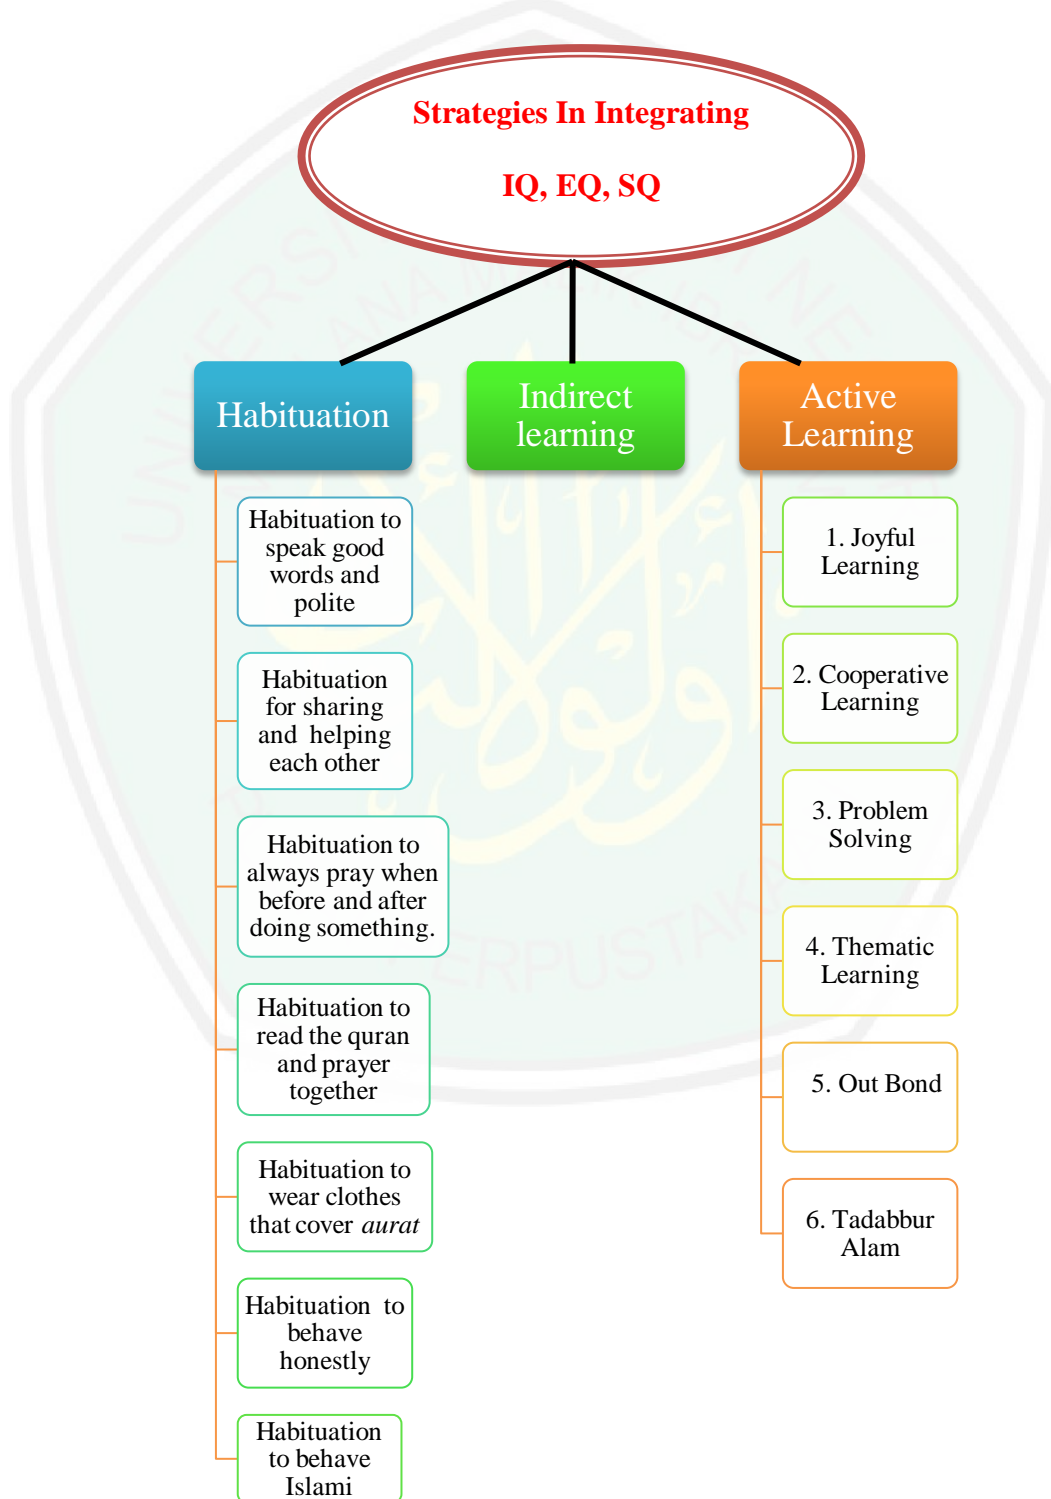 Strategies In Integrating
IQ, EQ, SQ
Habituation
Habituation to
speak good
words and
polite
Habituation
for sharing
and helping
each other
Habituation to
always pray when
before and after
doing something.
Habituation to
read the quran
and prayer
together
Habituation to
wear clothes
that cover aurat
Habituation to
behave
honestly
Habituation
to behave
Islami
Indirect
learning
Active
Learning
1. Joyful
Learning
2. Cooperative
Learning
3. Problem
Solving
4. Thematic
Learning
5. Out Bond
6. Tadabbur
Alam